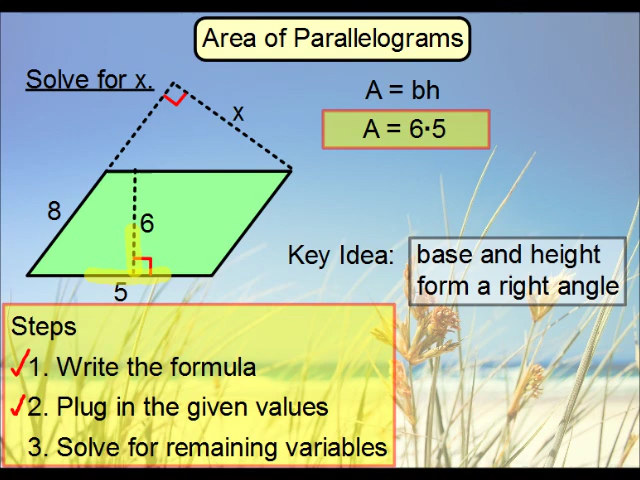 Area of Parallelograms
Solve for x.
A = bh
x
A = 6·5
8
6
Key Idea:
base and height
form a right angle
5
Steps
✓1. Write the formula
✓2. Plug in the given values
3. Solve for remaining variables